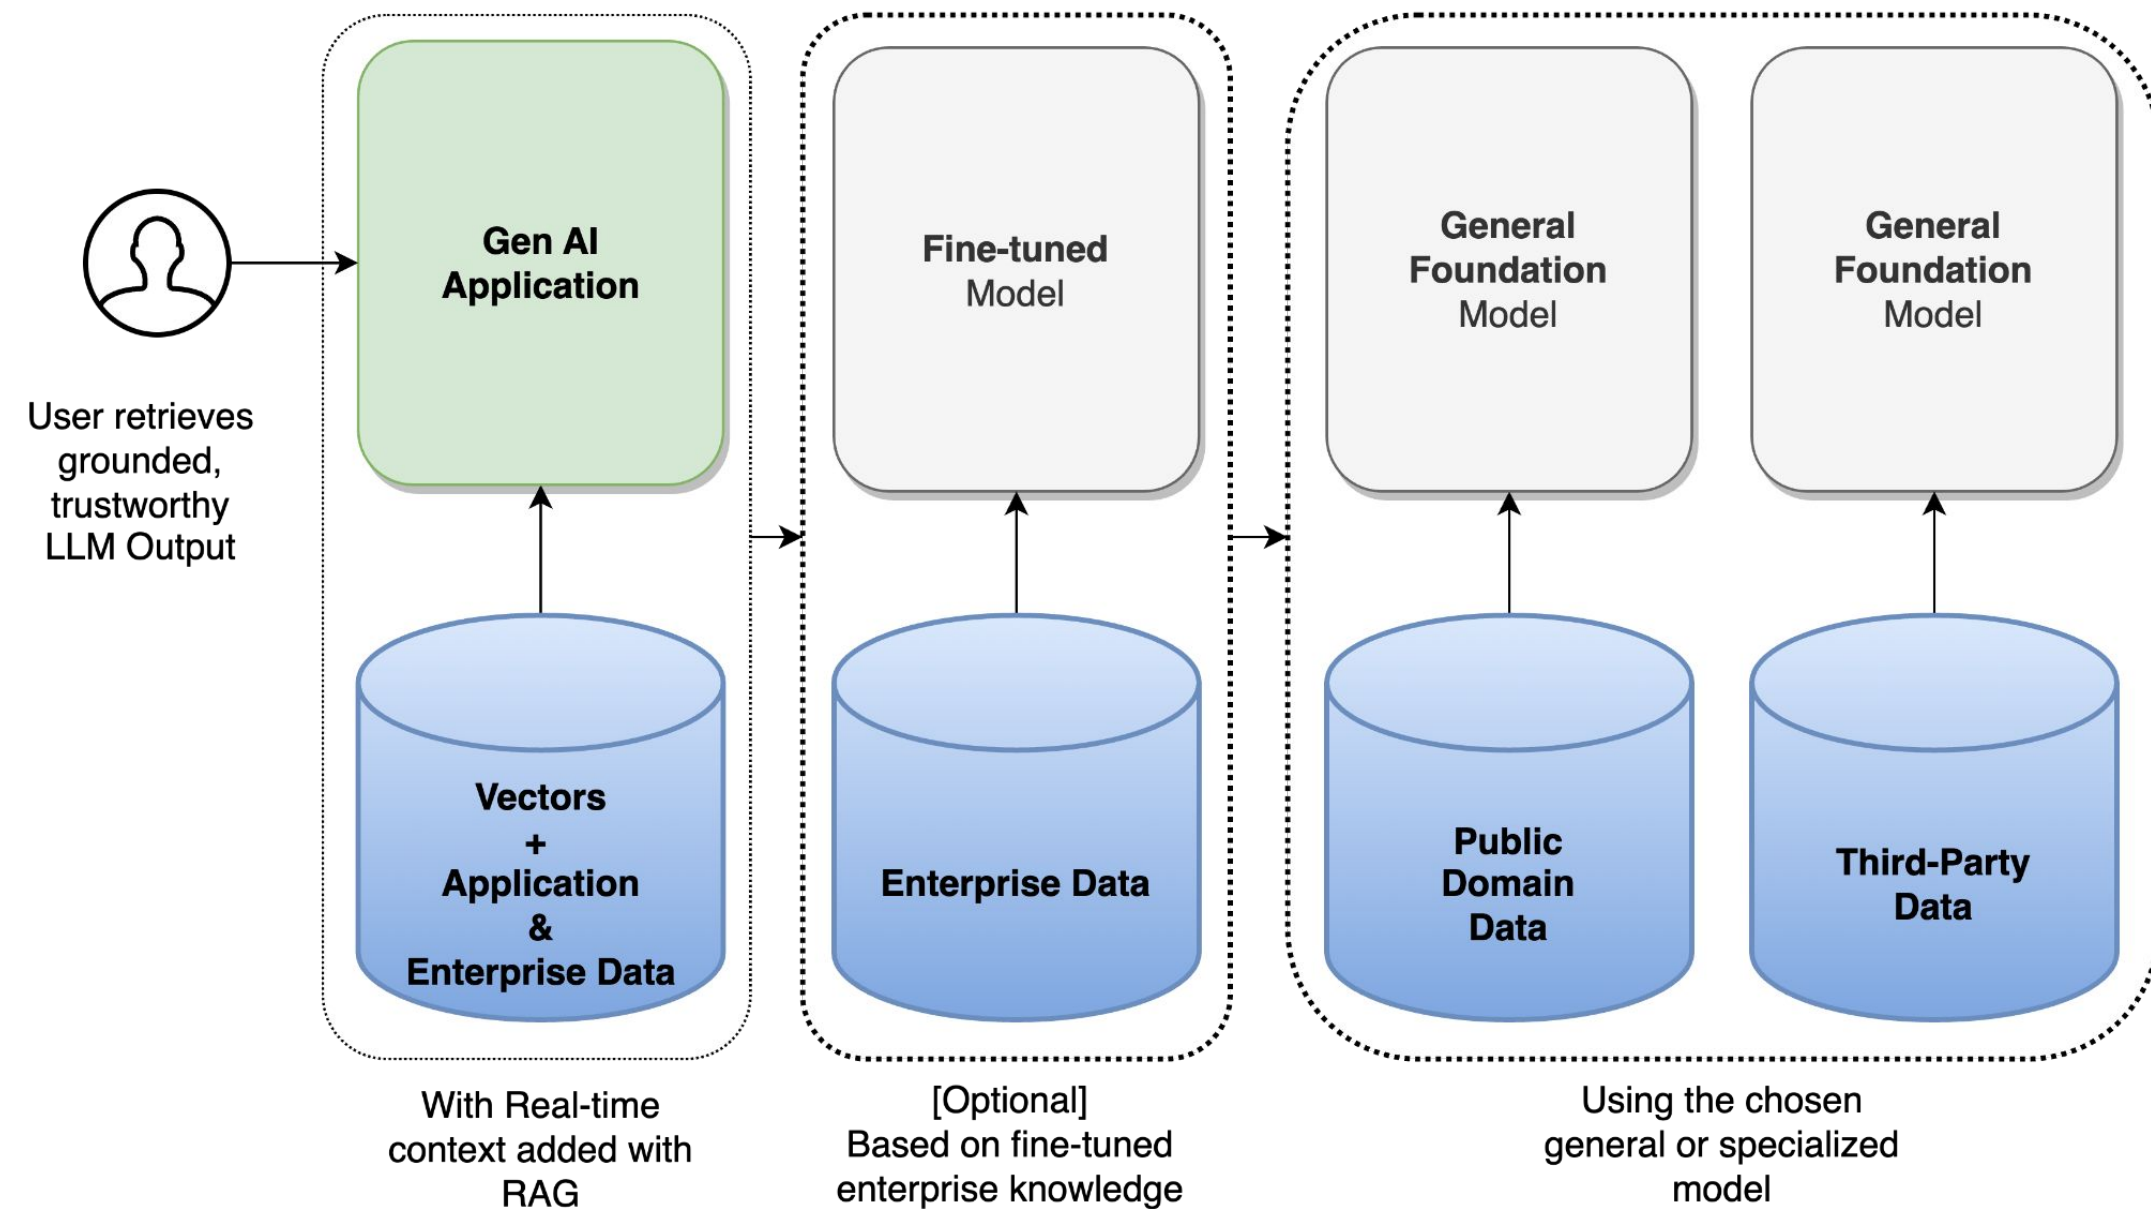 User retrieves
grounded,
trustworthy
LLM Output
Gen AI
Application
Vectors
+
Application
&
Enterprise Data
With Real-time
context added with
RAG
Fine-tuned
Model
Enterprise Data
[Optional]
Based on fine-tuned
enterprise knowledge
General
Foundation
Model
Public
Domain
Data
General
Foundation
Model
Third-Party
Data
Using the chosen
general or specialized
model